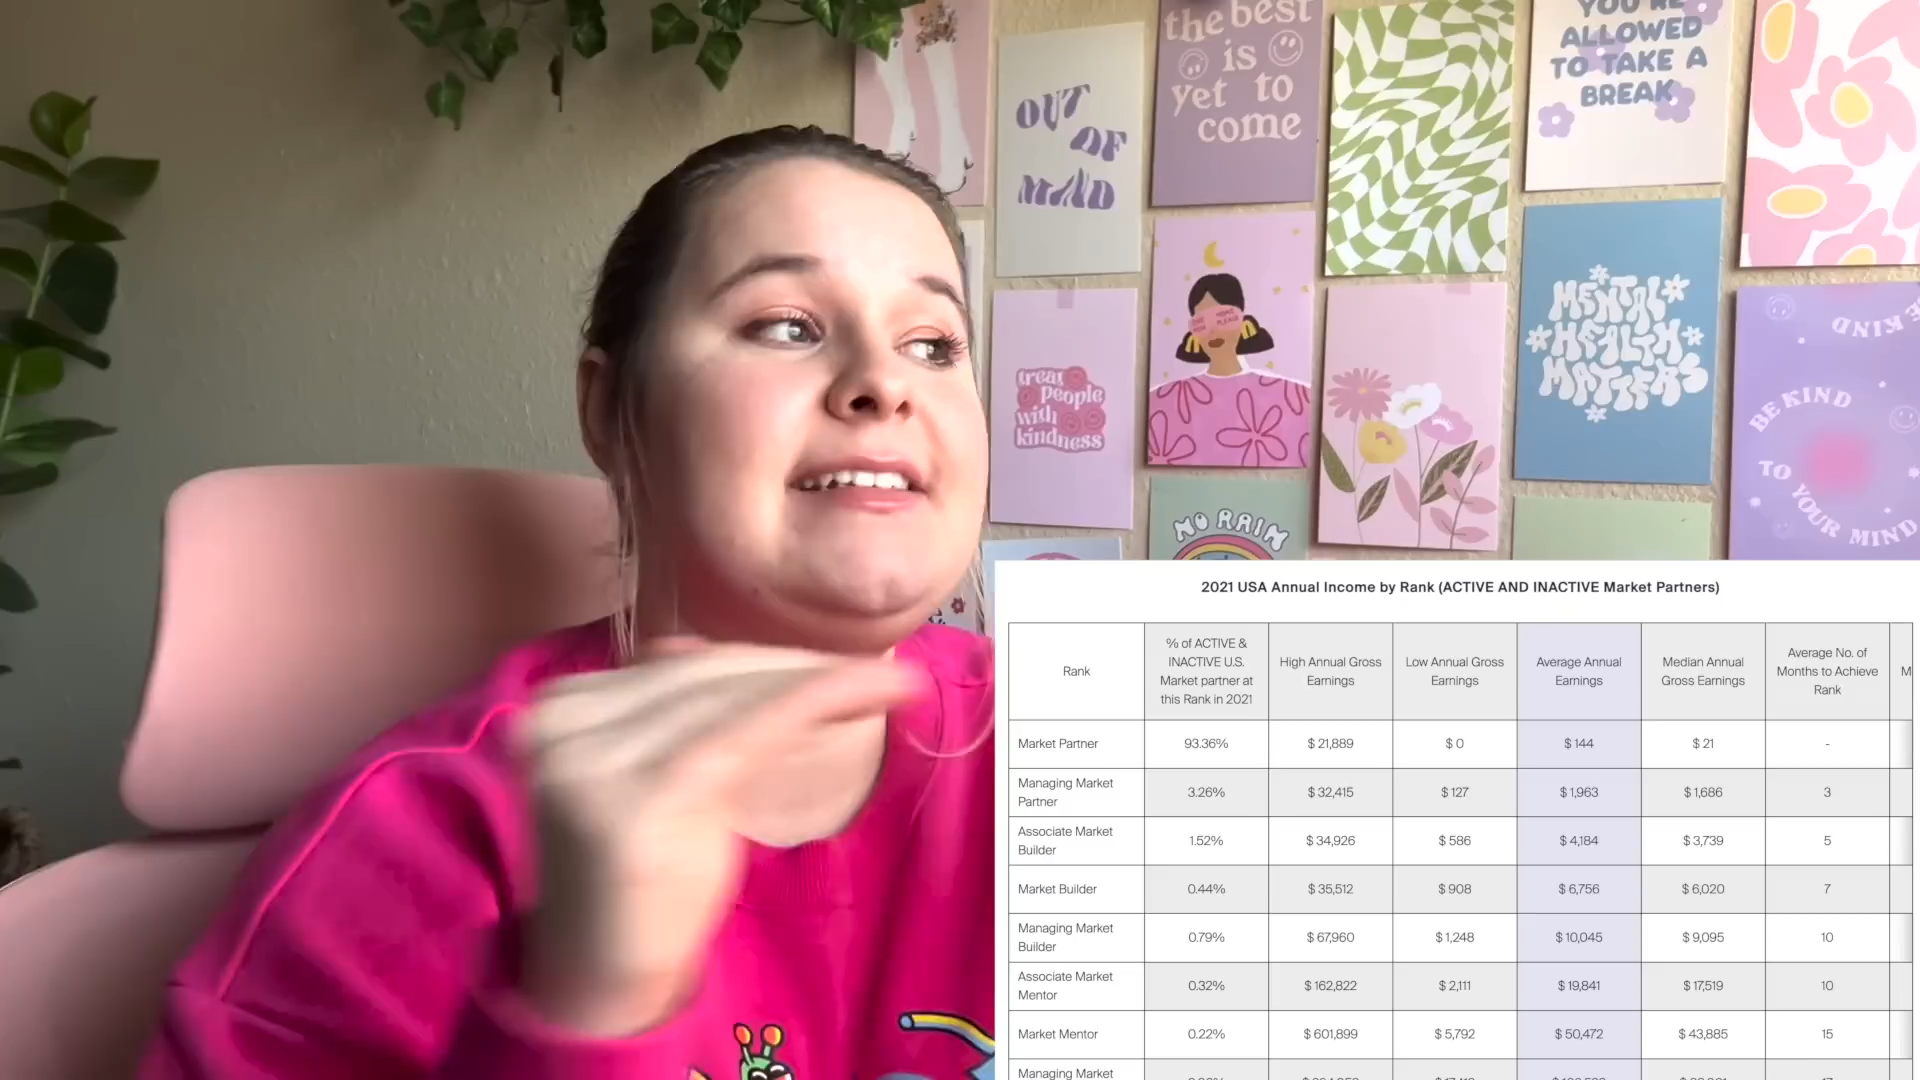 OUT
OF
MIND
the best
is
yet to
come
YOU'RE
ALLOWED
TO TAKE A
BREAK
treat
people
with
kindness
MENTAL
HEALTH
MATTERS
BE KIND
TO YOUR MIND
BE KIND
NO RAIN
2021 USA Annual Income by Rank (ACTIVE AND INACTIVE Market Partners)
Rank
% of ACTIVE &
INACTIVE U.S.
Market partner at
this Rank in 2021
High Annual Gross
Earnings
Low Annual Gross
Earnings
Average Annual
Earnings
Median Annual
Gross Earnings
Average No. of
Months to Achieve
Rank
M
Market Partner
93.36%
$ 21,889
$ 0
$ 144
$ 21
-
Managing Market
Partner
3.26%
$ 32,415
$ 127
$ 1,963
$ 1,686
3
Associate Market
Builder
1.52%
$ 34,926
$ 586
$ 4,184
$ 3,739
5
Market Builder
0.44%
$ 35,512
$ 908
$ 6,756
$ 6,020
7
Managing Market
Builder
0.79%
$ 67,960
$ 1,248
$ 10,045
$ 9,095
10
Associate Market
Mentor
0.32%
$ 162,822
$ 2,111
$ 19,841
$ 17,519
10
Market Mentor
0.22%
$ 601,899
$ 5,792
$ 50,472
$ 43,885
15
Managing Market